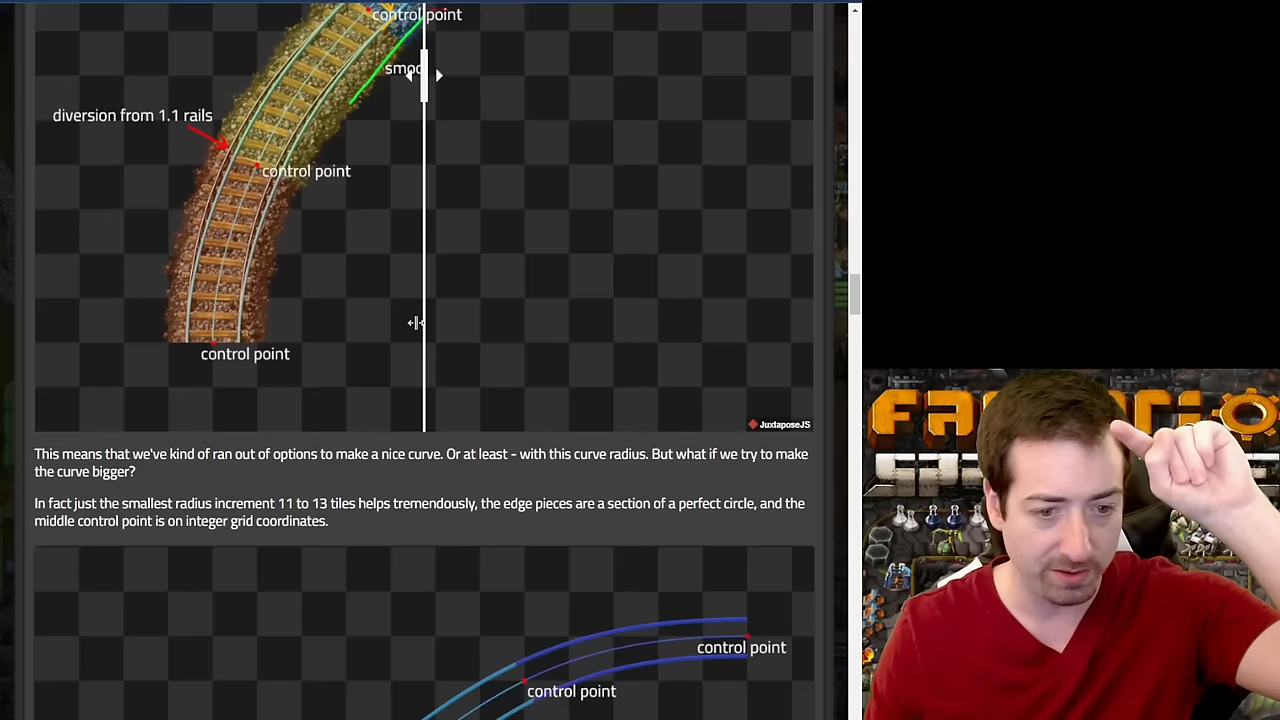 control point
smoo
diversion from 1.1 rails
control point
control point
JuxtaposeJS
This means that we've kind of ran out of options to make a nice curve. Or at least - with this curve radius. But what if we try to make
the curve bigger?
In fact just the smallest radius increment 11 to 13 tiles helps tremendously, the edge pieces are a section of a perfect circle, and the
middle control point is on integer grid coordinates.
control point
control point